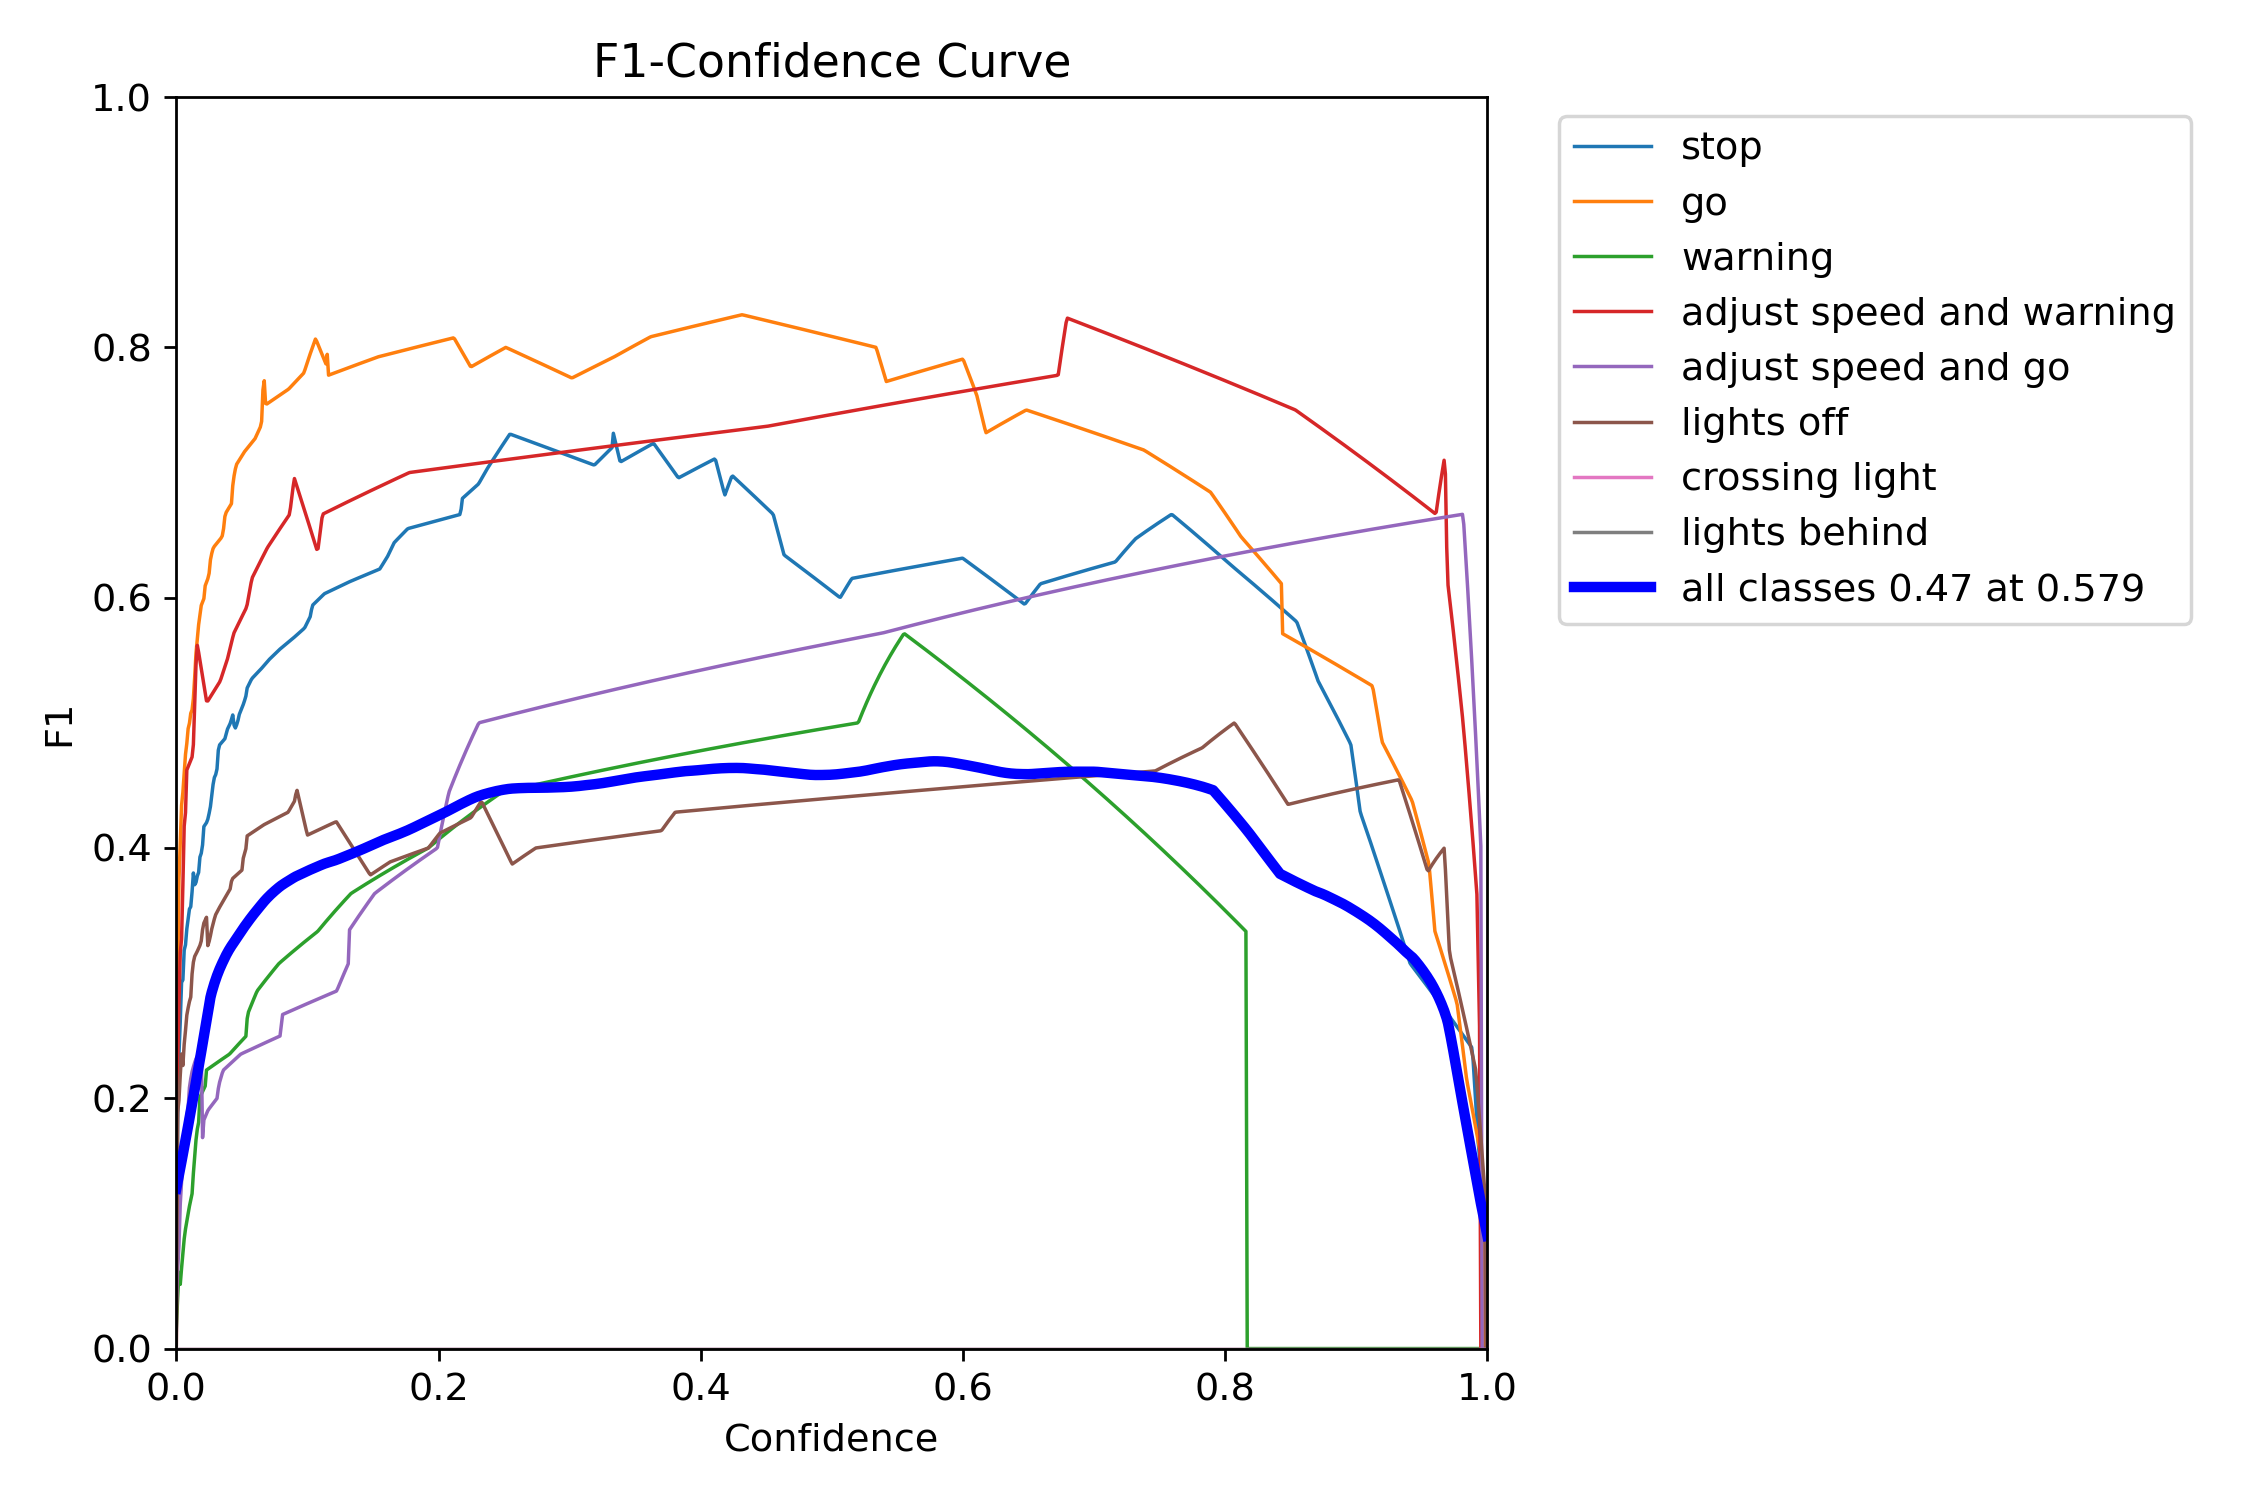 F1-Confidence Curve
1.0
0.8
0.6
0.4
0.2
0.0
F1
0.0 0.2 0.4 0.6 0.8 1.0
Confidence
stop
go
warning
adjust speed and warning
adjust speed and go
lights off
crossing light
lights behind
all classes 0.47 at 0.579